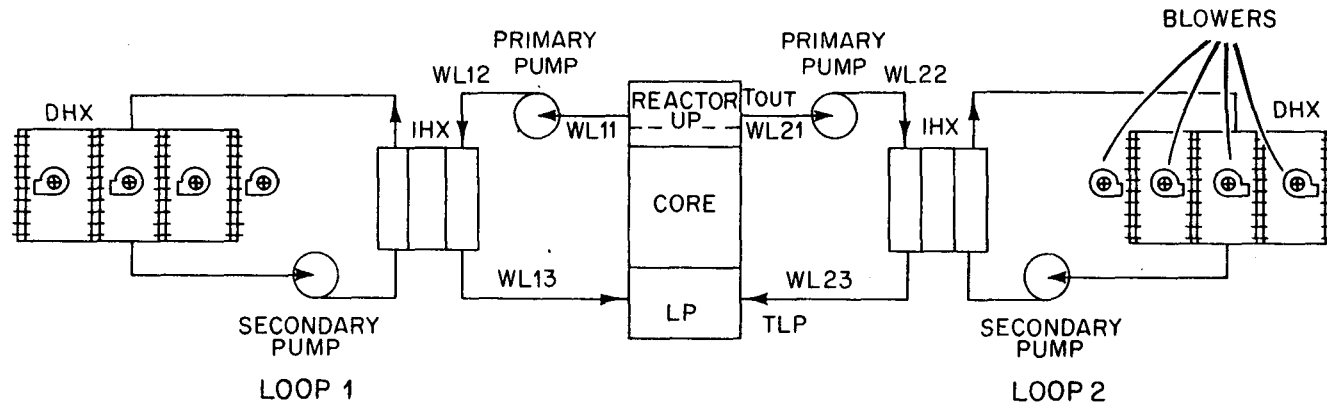 BLOWERS
PRIMARY
PUMP
PRIMARY
PUMP
WL12
WL22
DHX
IHX
WL11
REACTOR
UP
TOUT
WL21
IHX
DHX
CORE
WL13
LP
WL23
TLP
SECONDARY
PUMP
SECONDARY
PUMP
LOOP 1
LOOP 2